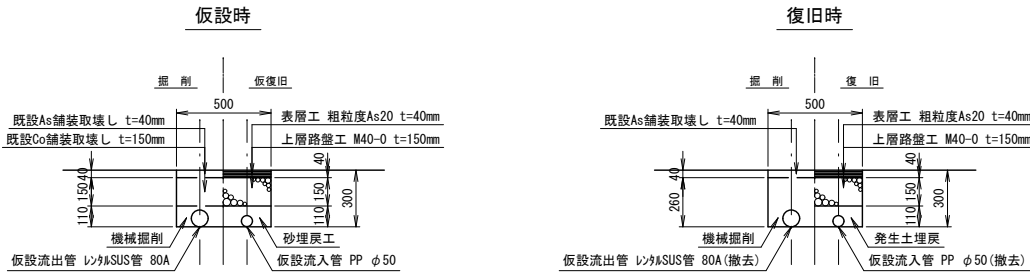 仮設時
掘 削
仮復旧
500
既設As舗装取壊し t=40mm
表層工 粗粒度As20 t=40mm
既設Co舗装取壊し t=150mm
上層路盤工 M40-0 t=150mm
40
150
110
40
150
110
300
機械掘削
砂埋戻工
仮設流出管 レンタルSUS管 80A
仮設流入管 PP φ50
復旧時
掘 削
復 旧
500
既設As舗装取壊し t=40mm
表層工 粗粒度As20 t=40mm
上層路盤工 M40-0 t=150mm
40
260
40
150
110
300
機械掘削
発生土埋戻
仮設流出管 レンタルSUS管 80A(撤去)
仮設流入管 PP φ50(撤去)